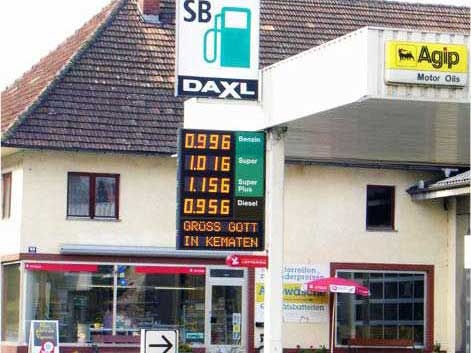 SB
DAXL
Agip
Motor Oils
0.996 Benzin
1.016 Super
1.156 Super Plus
0.956 Diesel
GRÜSS GOTT
IN KEMATEN